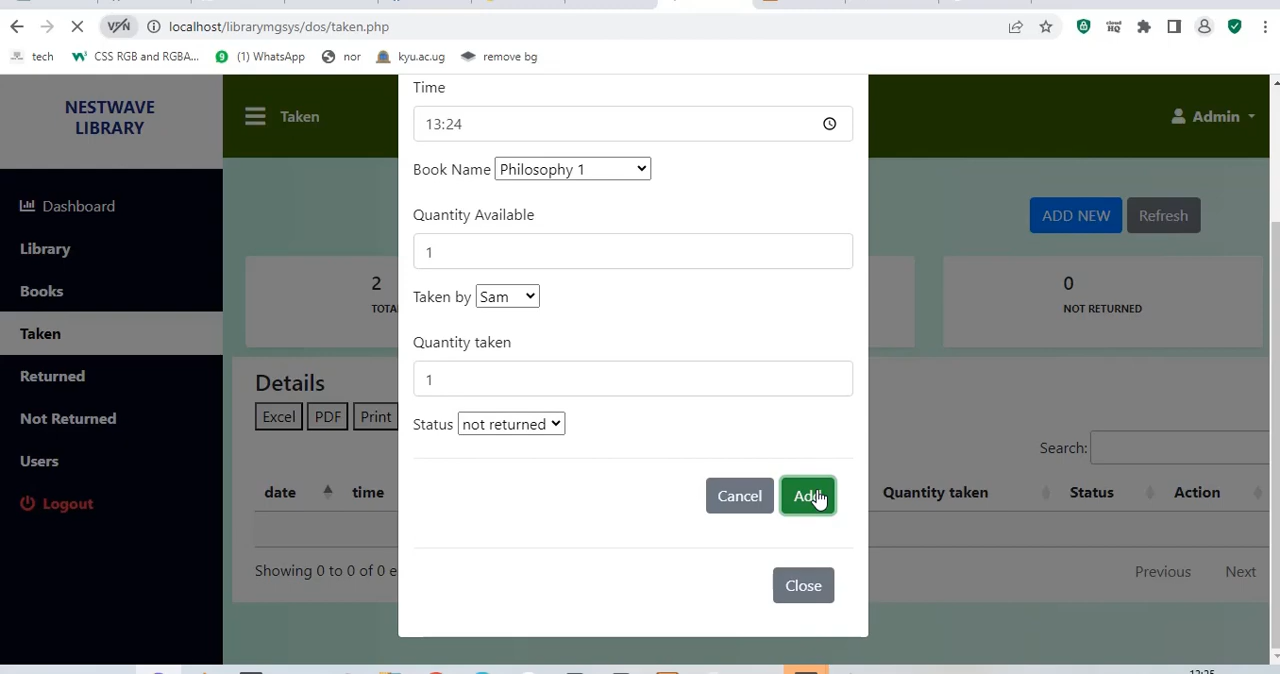 VPN localhost/librarymgsys/dos/taken.php
tech CSS RGB and RGBA... (1) WhatsApp nor kyu.ac.ug remove bg
NESTWAVE
LIBRARY
Taken
Admin
Dashboard
Library
Books
Taken
Returned
Not Returned
Users
Logout
ADD NEW Refresh
2
0
NOT RETURNED
Details
Excel PDF Print
Search:
date time Quantity taken Status Action
Showing 0 to 0 of 0 e
Previous Next
Time
13:24
Book Name Philosophy 1
Quantity Available
1
Taken by Sam
Quantity taken
1
Status not returned
Cancel Add
Close